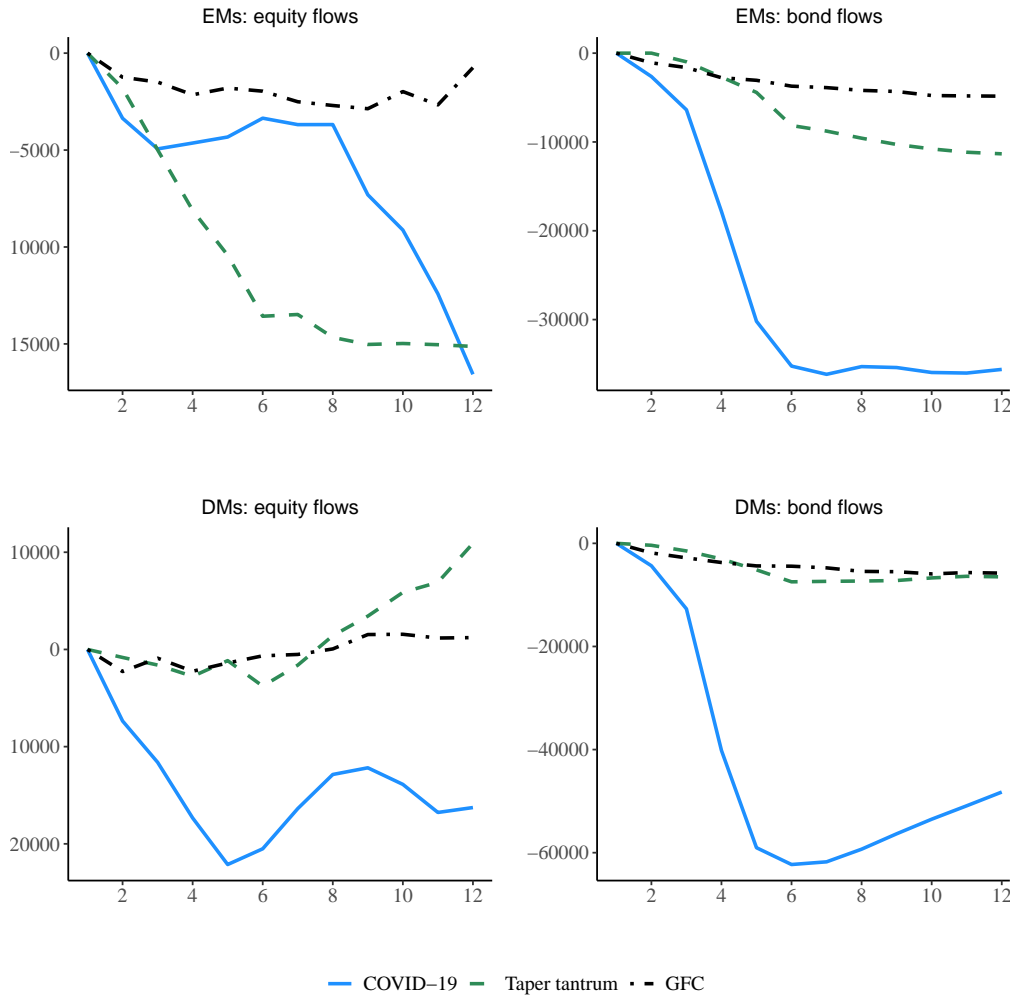 EMs: equity flows
0
−5000
10000
15000
2 4 6 8 10 12
EMs: bond flows
0
−10000
−20000
−30000
2 4 6 8 10 12
DMs: equity flows
10000
0
10000
20000
2 4 6 8 10 12
DMs: bond flows
0
−20000
−40000
−60000
2 4 6 8 10 12
COVID−19 Taper tantrum GFC